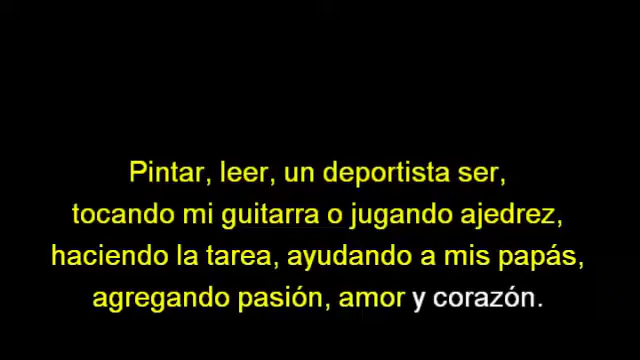 Pintar, leer, un deportista ser,
tocando mi guitarra o jugando ajedrez,
haciendo la tarea, ayudando a mis papás,
agregando pasión, amor y corazón.